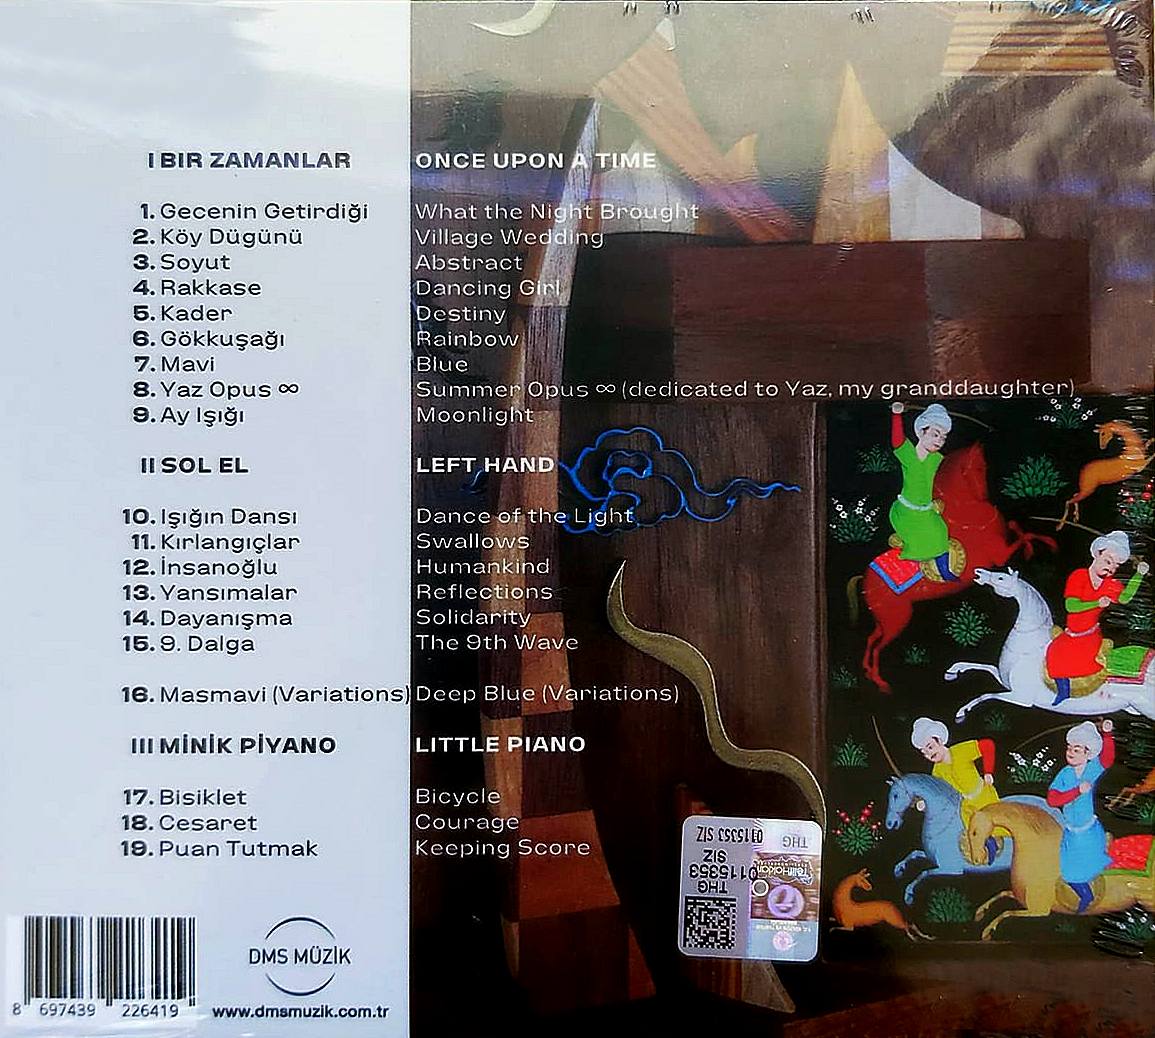 I BIR ZAMANLAR ONCE UPON A TIME
1. Gecenin Getirdiği What the Night Brought
2. Köy Dügünü Village Wedding
3. Soyut Abstract
4. Rakkase Dancing Girl
5. Kader Destiny
6. Gökkuşağı Rainbow
7. Mavi Blue
8. Yaz Opus ∞ Summer Opus ∞ (dedicated to Yaz, my granddaughter)
9. Ay Işığı Moonlight
II SOL EL LEFT HAND
10. Işığın Dansı Dance of the Light
11. Kırlangıçlar Swallows
12. İnsanoğlu Humankind
13. Yansımalar Reflections
14. Dayanışma Solidarity
15. 9. Dalga The 9th Wave
16. Masmavi (Variations) Deep Blue (Variations)
III MİNİK PİYANO LITTLE PIANO
17. Bisiklet Bicycle
18. Cesaret Courage
19. Puan Tutmak Keeping Score
THG 0115353 SIZ
THG
0115353
SIZ
DMS MÜZİK
8 697439 226419
www.dmsmuzik.com.tr